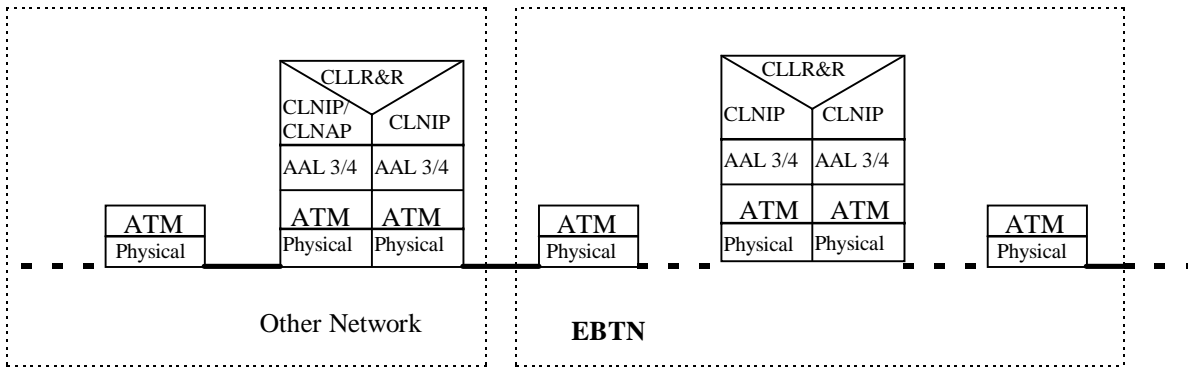 CLLR&R
CLNIP/
CLNAP
CLNIP
AAL 3/4
AAL 3/4
ATM
ATM
Physical
Physical
ATM
Physical
ATM
Physical
CLLR&R
CLNIP
CLNIP
AAL 3/4
AAL 3/4
ATM
ATM
Physical
Physical
ATM
Physical
Other Network
EBTN